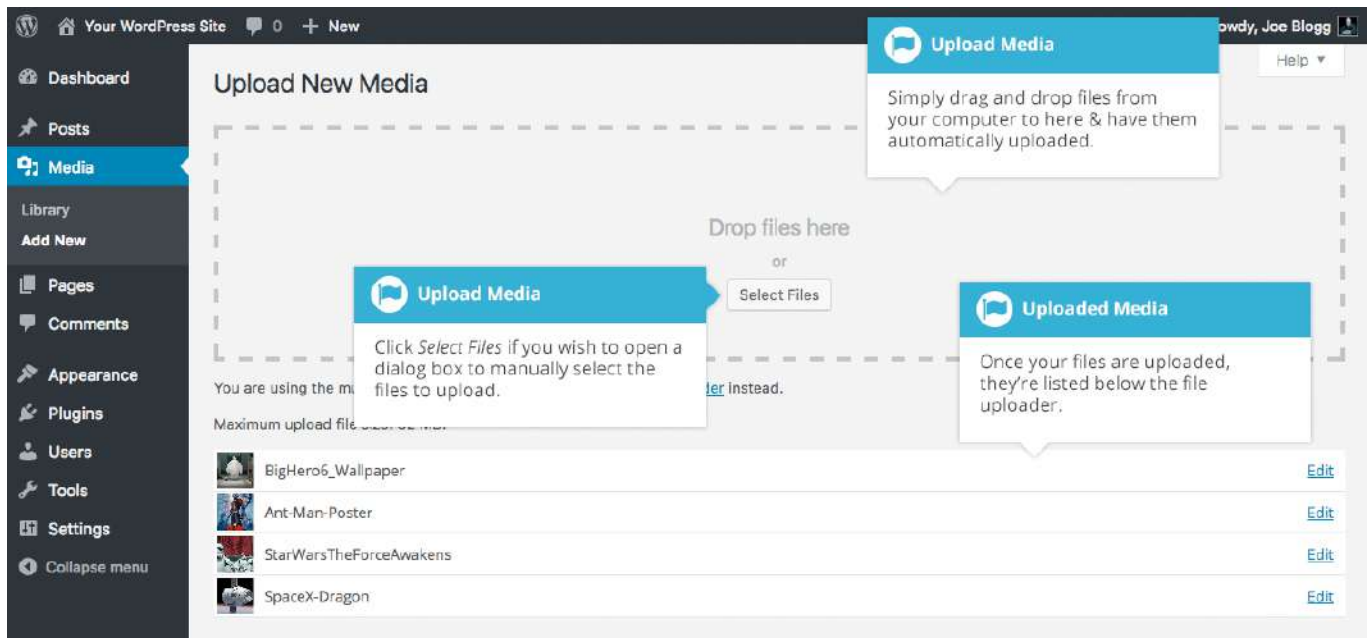 Your WordPress Site 0 + New
owdy, Joe Blogg
Help
Dashboard
Posts
Media
Library
Add New
Pages
Comments
Appearance
Plugins
Users
Tools
Settings
Collapse menu
Upload New Media
Upload Media
Simply drag and drop files from
your computer to here & have them
automatically uploaded.
Drop files here
or
Select Files
Upload Media
Click Select Files if you wish to open a
dialog box to manually select the
files to upload.
Uploaded Media
Once your files are uploaded,
they're listed below the file
uploader.
You are using the instead.
Maximum upload file
BigHero6_Wallpaper Edit
Ant-Man-Poster Edit
StarWarsTheForceAwakens Edit
SpaceX-Dragon Edit